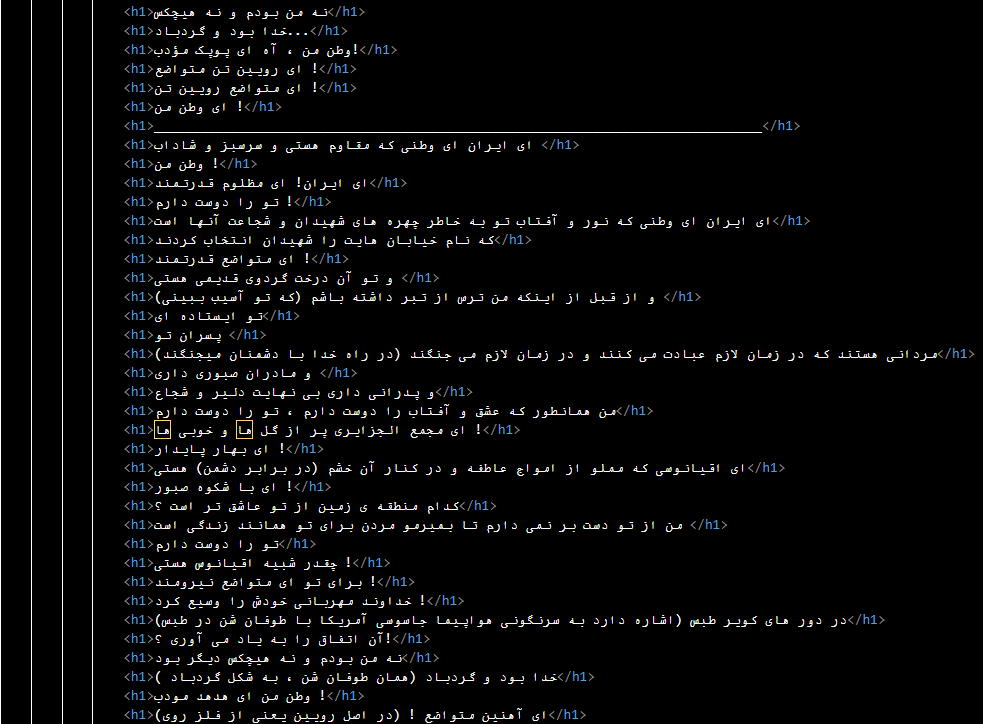 <h1>نه من بودم و نه هیچکس</h1>
<h1>خدا بود و گردباد...</h1>
<h1>وطن من ، آه ای پوپک مؤدب!</h1>
<h1>ای رویین تن متواضع !</h1>
<h1>ای متواضع رویین تن !</h1>
<h1>ای وطن من !</h1>
<h1>_____________________________________________________________________________</h1>
<h1>ای ایران ای وطنی که مقاوم هستی و سرسبز و شاداب </h1>
<h1>وطن من !</h1>
<h1>ای ایران! ای مظلوم قدرتمند</h1>
<h1>تو را دوست دارم !</h1>
<h1>ای ایران ای وطنی که نور و آفتاب تو به خاطر چهره های شهیدان و شجاعت آنها است</h1>
<h1>که نام خیابان هایت را شهیدان انتخاب کردند</h1>
<h1>ای متواضع قدرتمند !</h1>
<h1>و تو آن درخت گردوی قدیمی هستی </h1>
<h1>و از قبل از اینکه من ترس از تبر داشته باشم (که تو آسیب ببینی) </h1>
<h1>تو ایستاده ای</h1>
<h1>پسران تو </h1>
<h1>مردانی هستند که در زمان لازم عبادت می کنند و در زمان لازم می جنگند (در راه خدا با دشمنان میجنگند)</h1>
<h1>و مادران صبوری داری </h1>
<h1>و پدرانی داری بی نهایت دلیر و شجاع</h1>
<h1>من همانطور که عشق و آفتاب را دوست دارم ، تو را دوست دارم</h1>
<h1>ای مجمع الجزایری پر از گل ها و خوبی ها !</h1>
<h1>ای بهار پایدار !</h1>
<h1>ای اقیانوسی که مملو از امواج عاطفه و در کنار آن خشم (در برابر دشمن) هستی</h1>
<h1>ای با شکوه صبور !</h1>
<h1>کدام منطقه ی زمین از تو عاشق تر است ؟</h1>
<h1>من از تو دست بر نمی دارم تا بمیرمو مردن برای تو همانند زندگی است </h1>
<h1>تو را دوست دارم</h1>
<h1>چقدر شبیه اقیانوس هستی !</h1>
<h1>برای تو ای متواضع نیرومند !</h1>
<h1>خداوند مهربانی خودش را وسیع کرد !</h1>
<h1>در دور های کویر طبس (اشاره دارد به سرنگونی هواپیما جاسوسی آمریکا با طوفان شن در طبس)</h1>
<h1>آن اتفاق را به یاد می آوری ؟!</h1>
<h1>نه من بودم و نه هیچکس دیگر بود</h1>
<h1>خدا بود و گردباد (همان طوفان شن ، به شکل گردباد )</h1>
<h1>وطن من ای هدهد مودب !</h1>
<h1>ای آهنین متواضع ! (در اصل رویین یعنی از فلز روی)</h1>